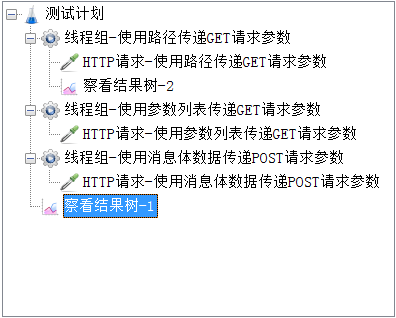 测试计划
线程组-使用路径传递GET请求参数
HTTP请求-使用路径传递GET请求参数
察看结果树-2
线程组-使用参数列表传递GET请求参数
HTTP请求-使用参数列表传递GET请求参数
线程组-使用消息体数据传递POST请求参数
HTTP请求-使用消息体数据传递POST请求参数
察看结果树-1